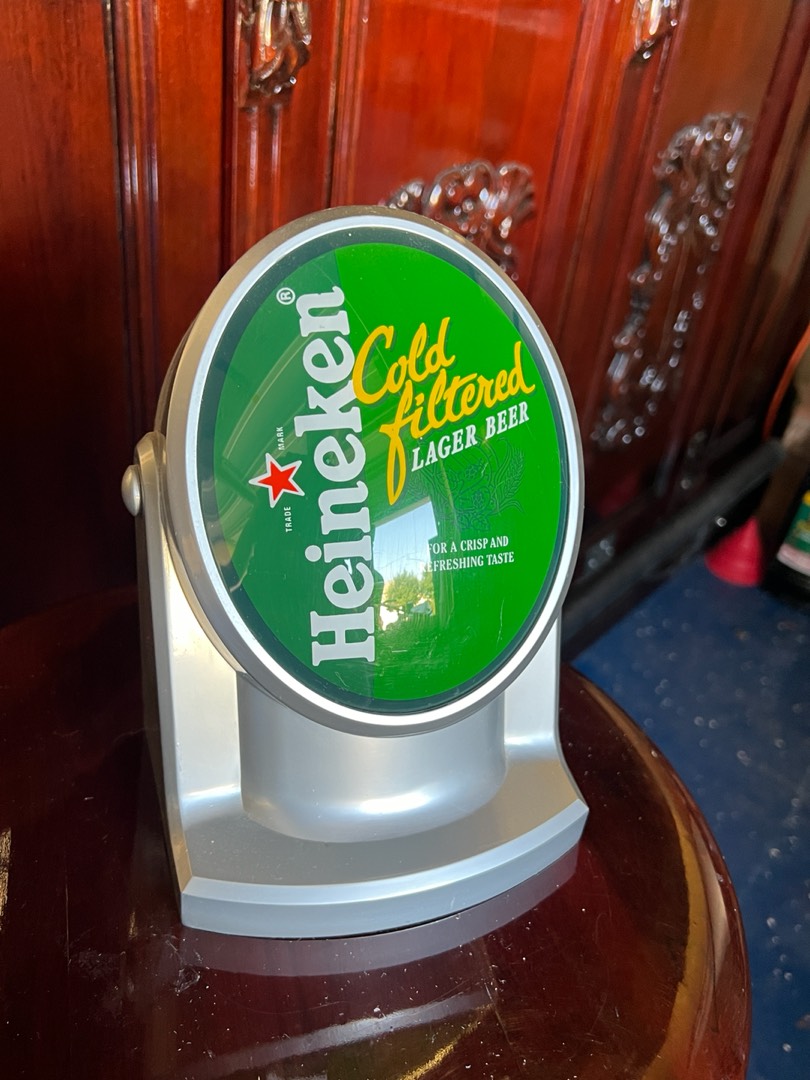 Heineken®
TRADE MARK
Cold
filtered
LAGER BEER
FOR A CRISP AND
REFRESHING TASTE